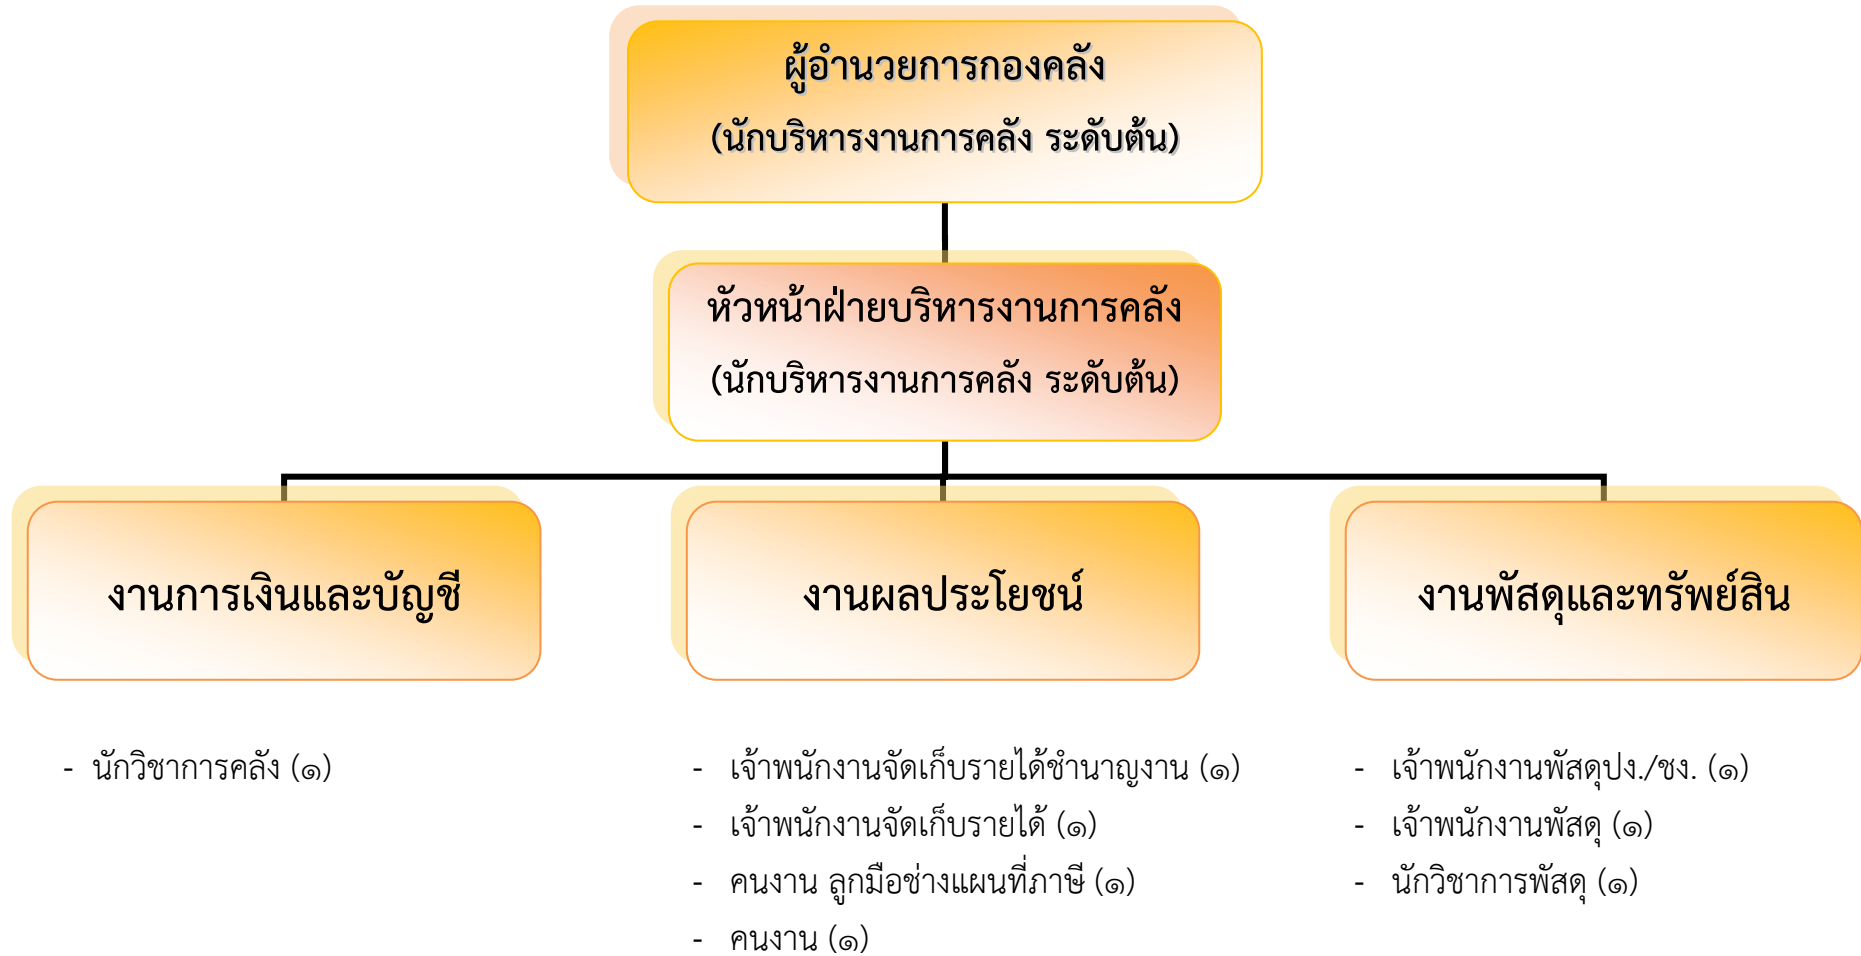 ผู้อำนวยการกองคลัง
(นักบริหารงานการคลัง ระดับต้น)
หัวหน้าฝ่ายบริหารงานการคลัง
(นักบริหารงานการคลัง ระดับต้น)
งานการเงินและบัญชี
งานผลประโยชน์
งานพัสดุและทรัพย์สิน
- นักวิชาการคลัง (๑)
- เจ้าพนักงานจัดเก็บรายได้ชำนาญงาน (๑)
- เจ้าพนักงานจัดเก็บรายได้ (๑)
- คนงาน ลูกมือช่างแผนที่ภาษี (๑)
- คนงาน (๑)
- เจ้าพนักงานพัสดุปง./ชง. (๑)
- เจ้าพนักงานพัสดุ (๑)
- นักวิชาการพัสดุ (๑)